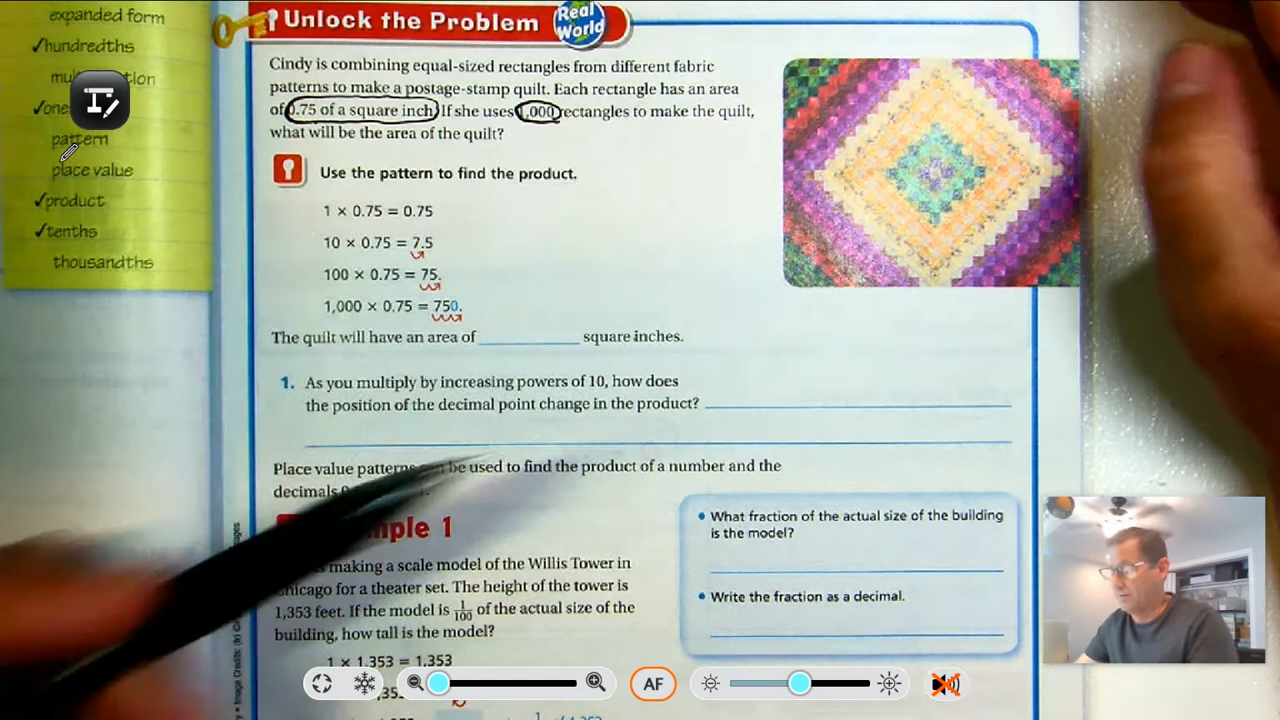 expanded form
✓hundredths
✓ones
pattern
place value
✓product
✓tenths
thousandths
Unlock the Problem
Real World
Cindy is combining equal-sized rectangles from different fabric
patterns to make a postage-stamp quilt. Each rectangle has an area
of 0.75 of a square inch. If she uses 1,000 rectangles to make the quilt,
what will be the area of the quilt?
Use the pattern to find the product.
1 × 0.75 = 0.75
10 × 0.75 = 7.5
100 × 0.75 = 75.
1,000 × 0.75 = 750.
The quilt will have an area of __________ square inches.
1. As you multiply by increasing powers of 10, how does
the position of the decimal point change in the product?
Place value patterns can be used to find the product of a number and the
decimals
1
making a scale model of the Willis Tower in
Chicago for a theater set. The height of the tower is
1,353 feet. If the model is 1/100 of the actual size of the
building, how tall is the model?
1 × 1,353 = 1,353
• What fraction of the actual size of the building
is the model?
• Write the fraction as a decimal.
AF